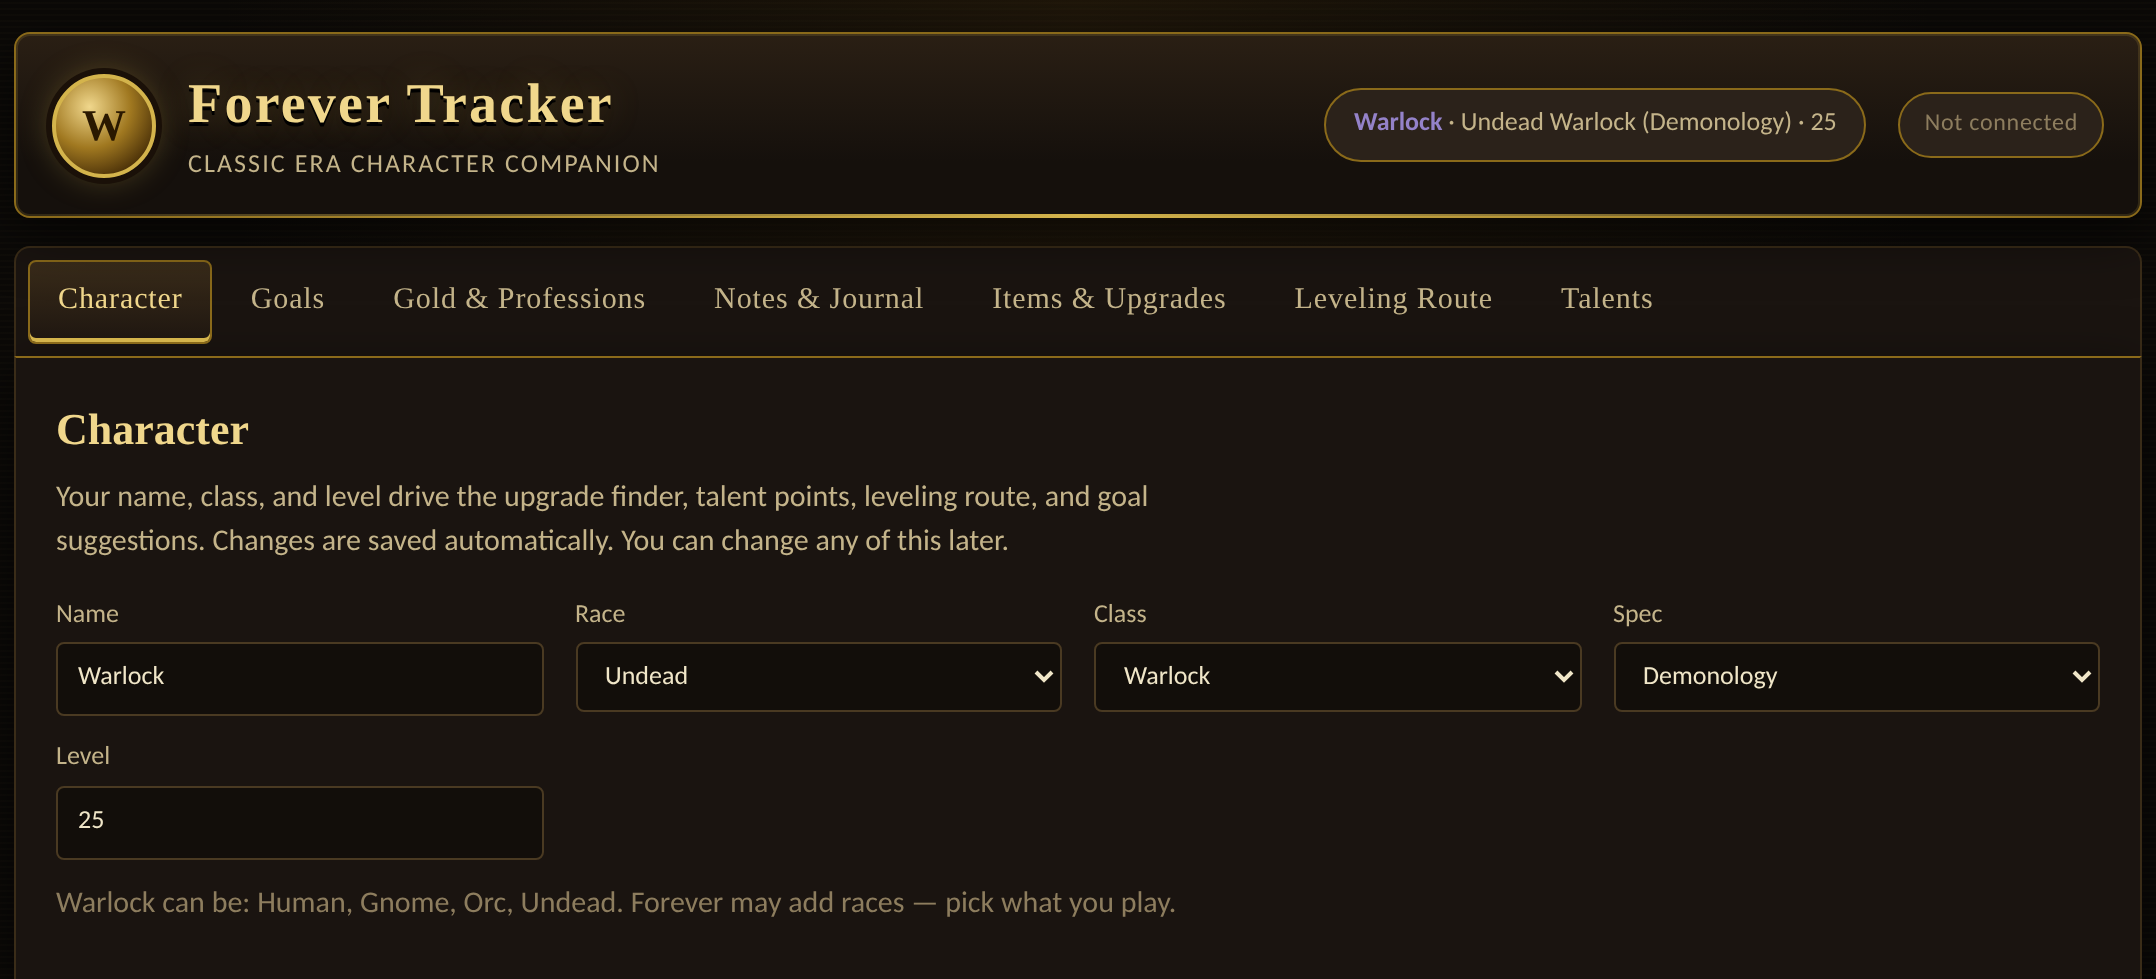 W
Forever Tracker
CLASSIC ERA CHARACTER COMPANION
Warlock · Undead Warlock (Demonology) · 25
Not connected
Character
Goals
Gold & Professions
Notes & Journal
Items & Upgrades
Leveling Route
Talents
Character
Your name, class, and level drive the upgrade finder, talent points, leveling route, and goal
suggestions. Changes are saved automatically. You can change any of this later.
Name
Race
Class
Spec
Warlock
Undead
Warlock
Demonology
Level
25
Warlock can be: Human, Gnome, Orc, Undead. Forever may add races — pick what you play.